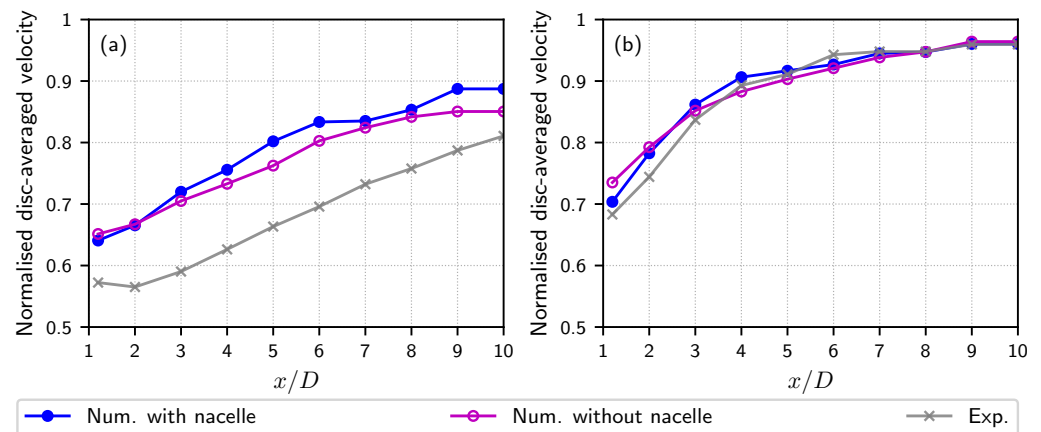 Normalised disc-averaged velocity
1
0.9
0.8
0.7
0.6
0.5
(a)
1 2 3 4 5 6 7 8 9 10
x/D
Normalised disc-averaged velocity
1
0.9
0.8
0.7
0.6
0.5
(b)
1 2 3 4 5 6 7 8 9 10
x/D
Num. with nacelle
Num. without nacelle
Exp.